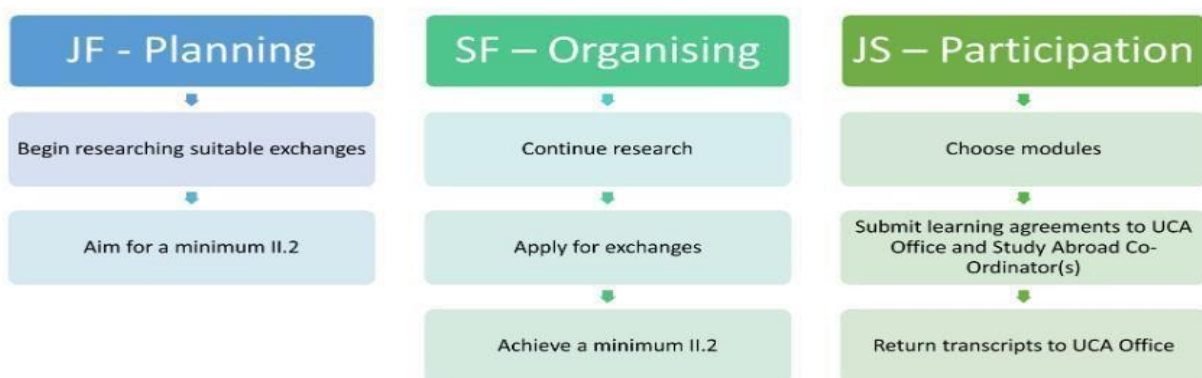 JF - Planning
Begin researching suitable exchanges
Aim for a minimum II.2
SF – Organising
Continue research
Apply for exchanges
Achieve a minimum II.2
JS – Participation
Choose modules
Submit learning agreements to UCA
Office and Study Abroad Co-
Ordinator(s)
Return transcripts to UCA Office